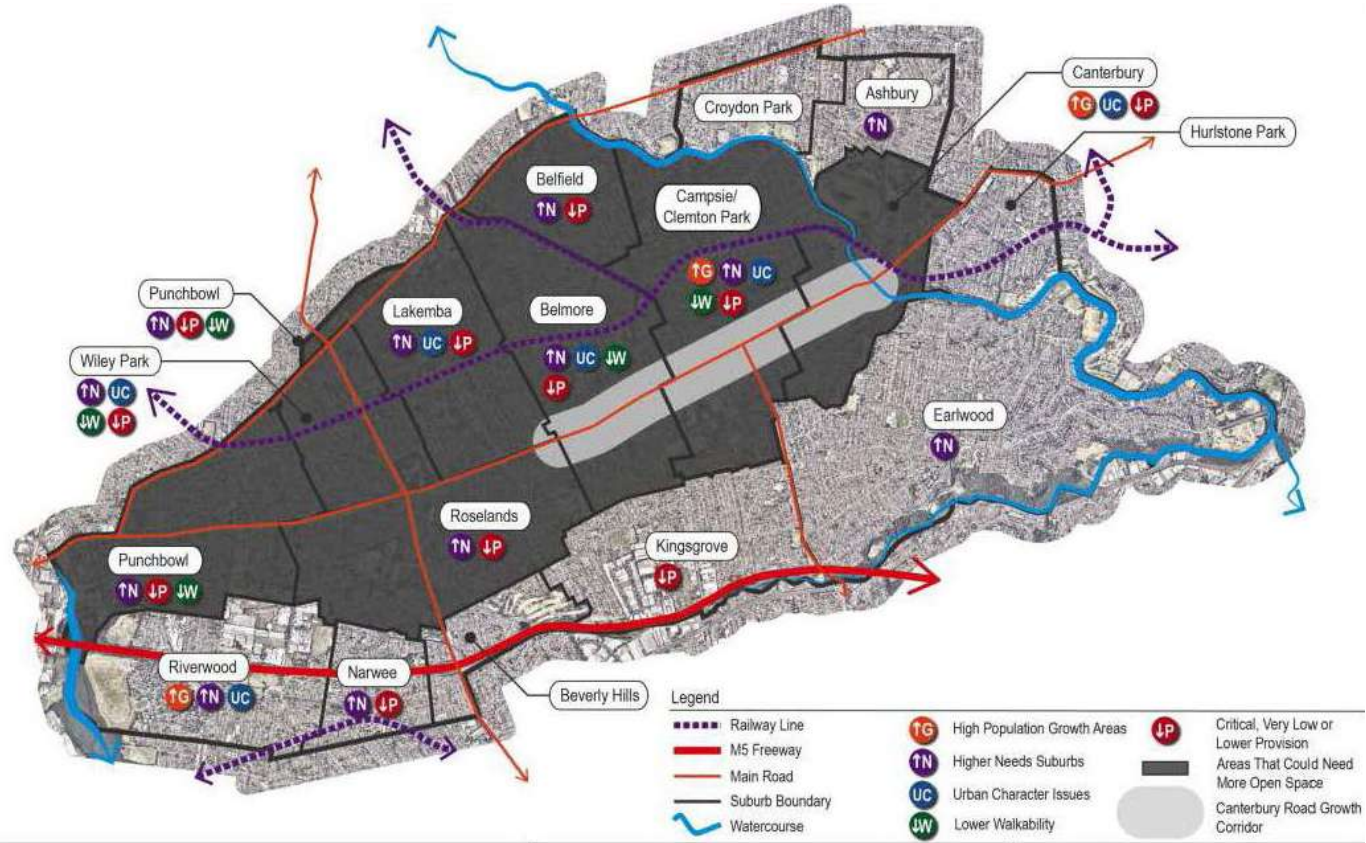 Canterbury
↑G UC ↓P
Ashbury
↑N
Croydon Park
Hurlstone Park
Belfield
↑N ↓P
Campsie/
Clemton Park
↑G ↑N UC
↓W ↓P
Punchbowl
↑N ↓P ↓W
Lakemba
↑N UC ↓P
Belmore
↑N UC ↓W
↓P
Wiley Park
↑N UC
↓W ↓P
Earlwood
↑N
Roselands
↑N ↓P
Kingsgrove
↓P
Punchbowl
↑N ↓P ↓W
Riverwood
↑G ↑N UC
Narwee
↑N ↓P
Beverly Hills
Legend
Railway Line
M5 Freeway
Main Road
Suburb Boundary
Watercourse
↑G High Population Growth Areas
↑N Higher Needs Suburbs
UC Urban Character Issues
↓W Lower Walkability
↓P Critical, Very Low or
Lower Provision
Areas That Could Need
More Open Space
Canterbury Road Growth
Corridor